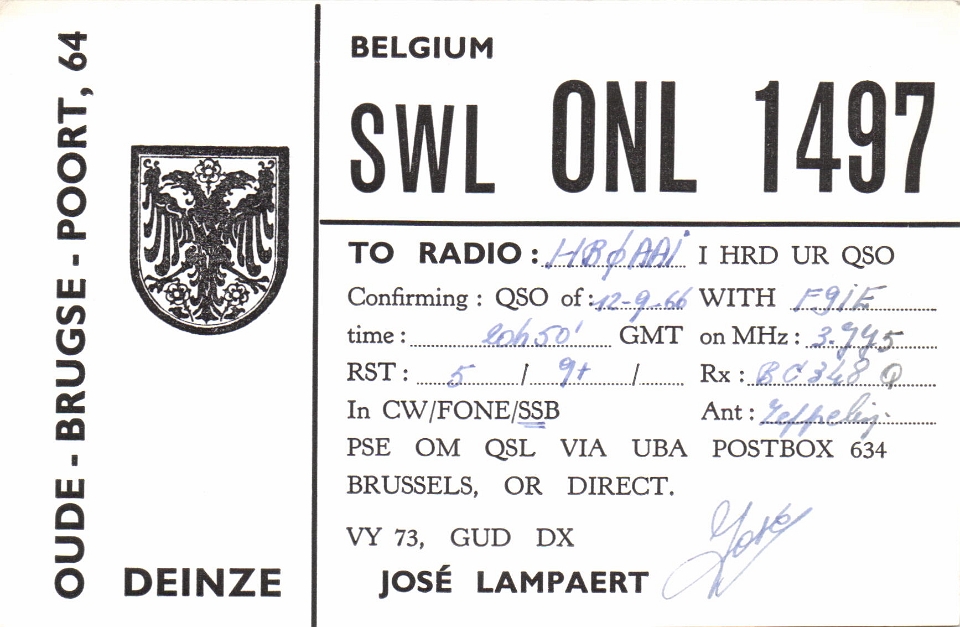 OUDE-BRUGSE-POORT, 64
DEINZE
BELGIUM
SWL ONL 1497
TO RADIO: HBØAAI I HRD UR QSO
Confirming: QSO of: 12-9-66 WITH F9IE
time: 20h50' GMT on MHz: 3.775
RST: 5 / 9+ / Rx: BC348 Q
In CW/FONE/SSB Ant: Zeppelin
PSE OM QSL VIA UBA POSTBOX 634
BRUSSELS, OR DIRECT.
VY 73, GUD DX
JOSÉ LAMPAERT José